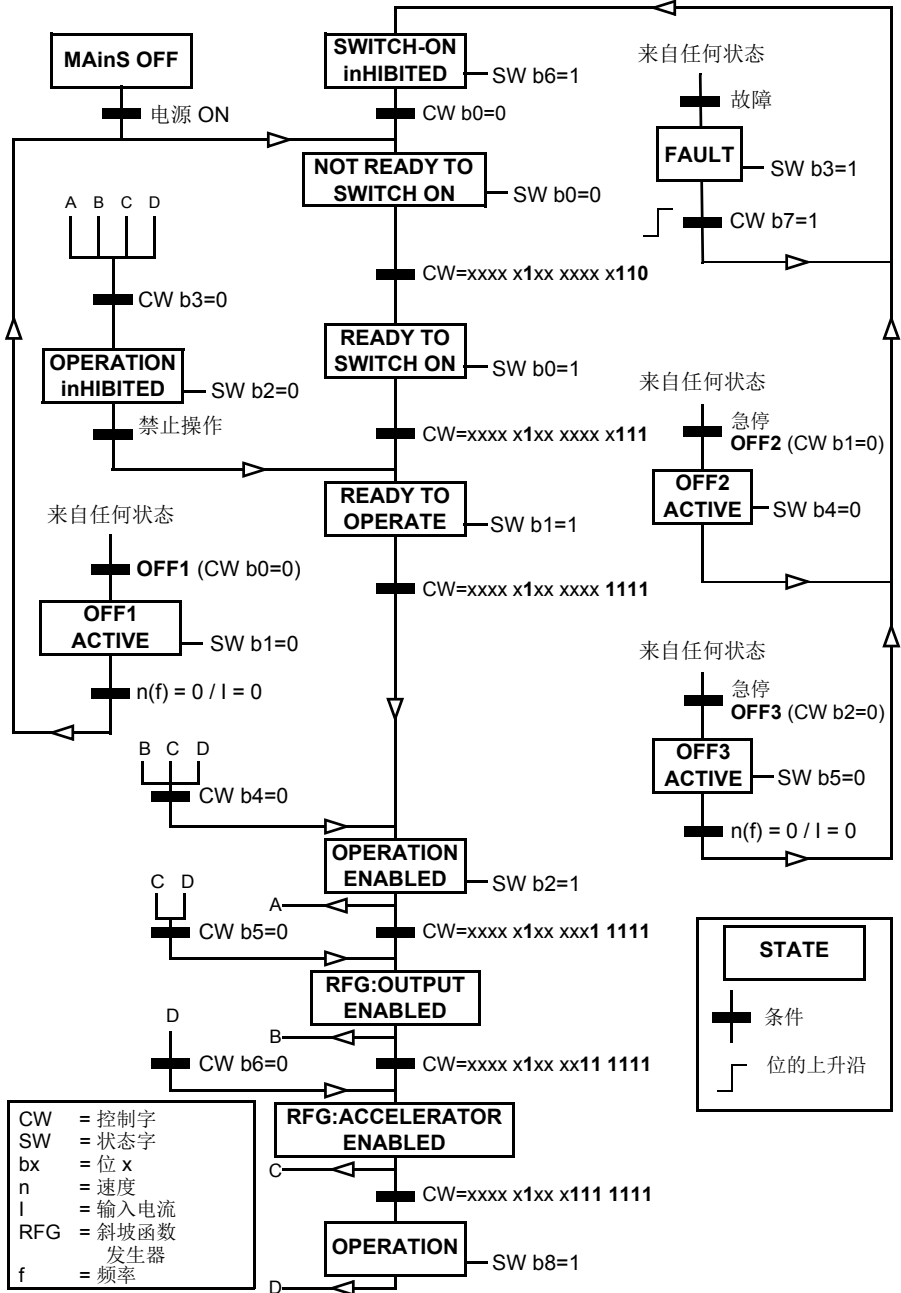 MAinS OFF
电源 ON
SWITCH-ON
inHIBITED
SW b6=1
CW b0=0
NOT READY TO
SWITCH ON
SW b0=0
CW=xxxx x1xx xxxx x110
READY TO
SWITCH ON
SW b0=1
CW=xxxx x1xx xxxx x111
READY TO
OPERATE
SW b1=1
CW=xxxx x1xx xxxx 1111
A B C D
CW b3=0
OPERATION
inHIBITED
SW b2=0
禁止操作
来自任何状态
OFF1 (CW b0=0)
OFF1
ACTIVE
SW b1=0
n(f) = 0 / I = 0
B C D
CW b4=0
OPERATION
ENABLED
SW b2=1
A
C D
CW b5=0
CW=xxxx x1xx xxx1 1111
RFG:OUTPUT
ENABLED
B
D
CW b6=0
CW=xxxx x1xx xx11 1111
RFG:ACCELERATOR
ENABLED
C
CW=xxxx x1xx x111 1111
OPERATION
SW b8=1
D
来自任何状态
故障
FAULT
SW b3=1
CW b7=1
来自任何状态
急停
OFF2 (CW b1=0)
OFF2
ACTIVE
SW b4=0
来自任何状态
急停
OFF3 (CW b2=0)
OFF3
ACTIVE
SW b5=0
n(f) = 0 / I = 0
STATE
条件
位的上升沿
CW = 控制字
SW = 状态字
bx = 位 x
n = 速度
I = 输入电流
RFG = 斜坡函数
发生器
f = 频率